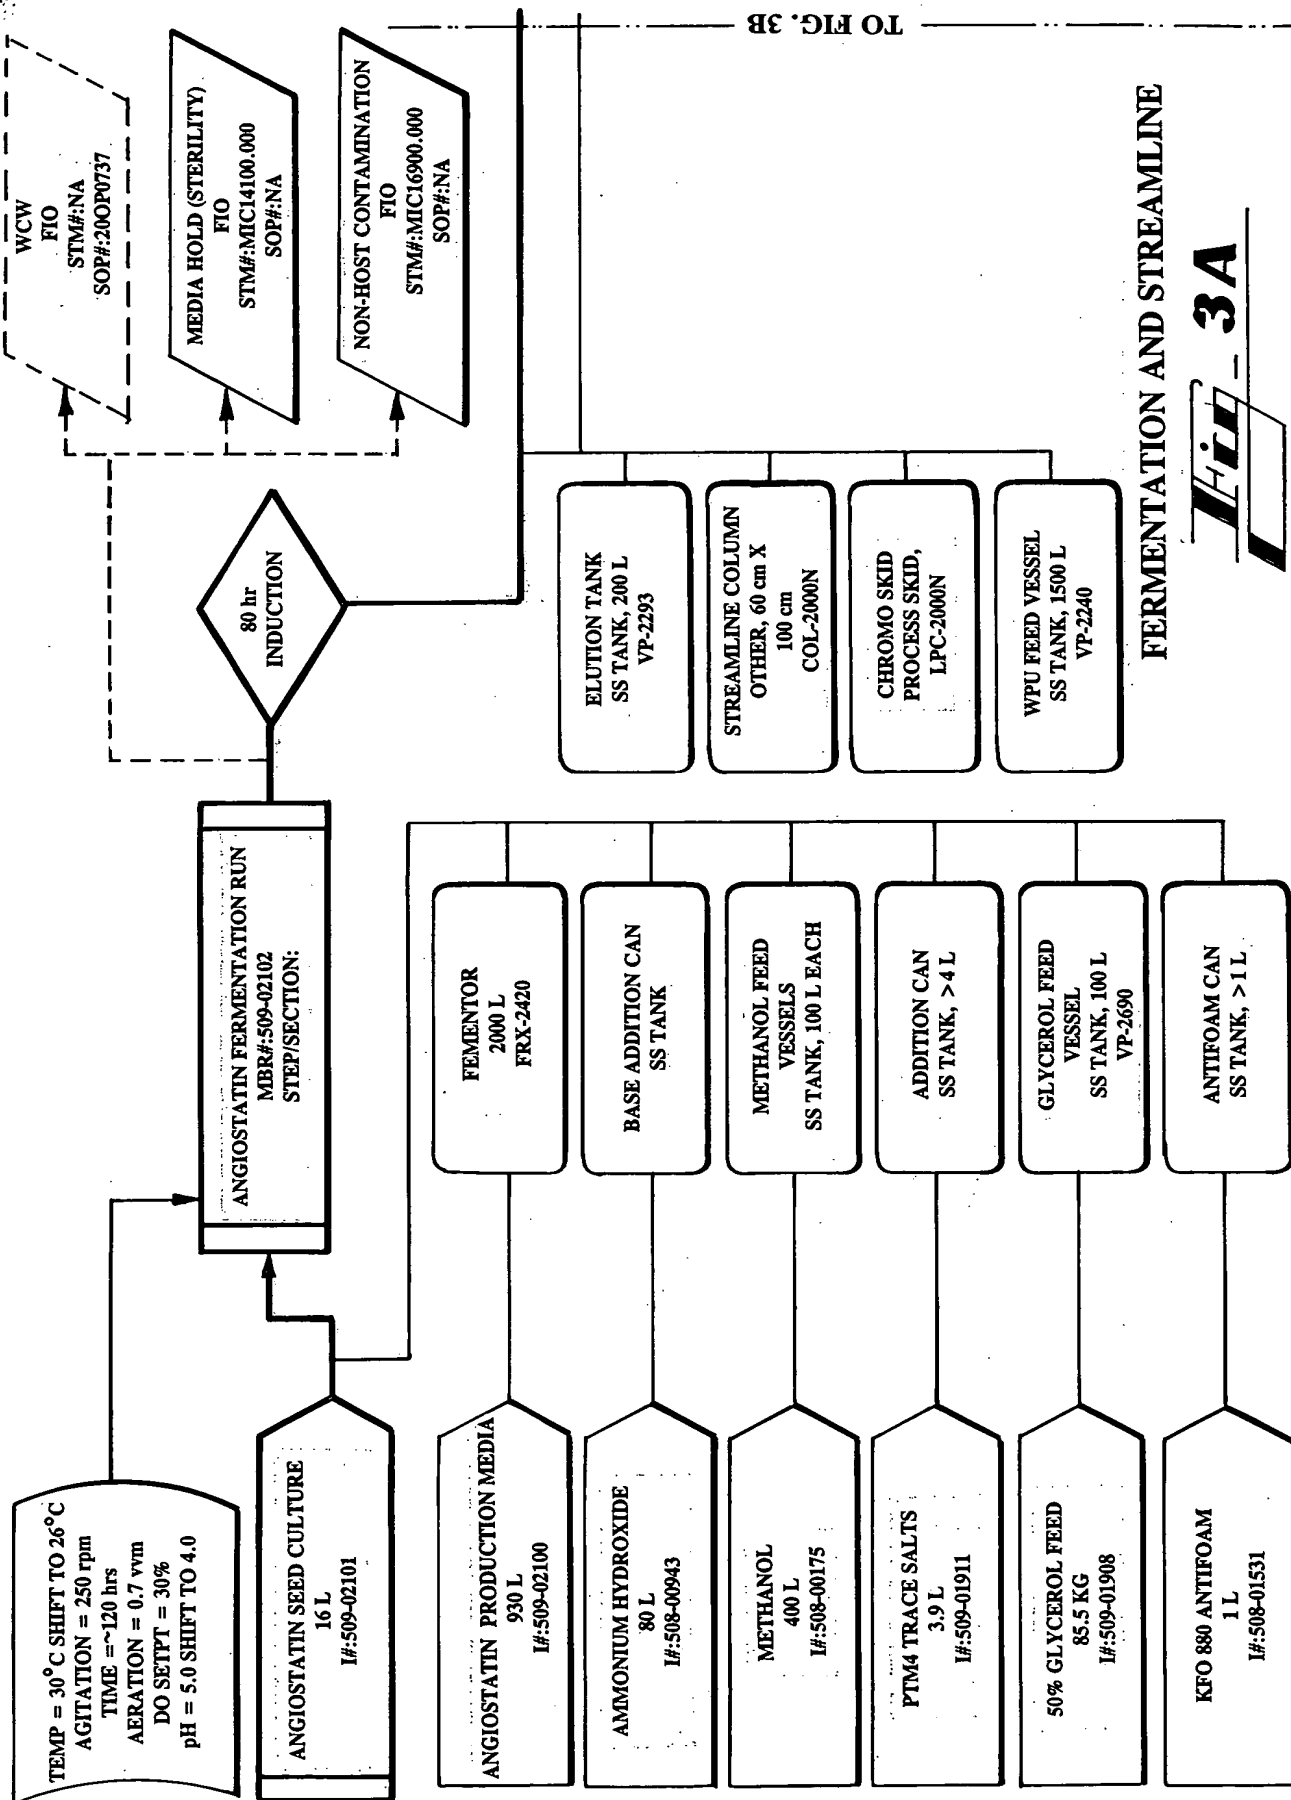 TEMP = 30°C SHIFT TO 26°C
AGITATION = 250 rpm
TIME =~120 hrs
AERATION = 0.7 vvm
DO SETPT = 30%
pH = 5.0 SHIFT TO 4.0
ANGIOSTATIN SEED CULTURE
16 L
I#:509-02101
ANGIOSTATIN PRODUCTION MEDIA
930 L
I#:509-02100
AMMONIUM HYDROXIDE
80 L
I#:508-00943
METHANOL
400 L
I#:508-00175
PTM4 TRACE SALTS
3.9 L
I#:509-01911
50% GLYCEROL FEED
85.5 KG
I#:509-01908
KFO 880 ANTIFOAM
1 L
I#:508-01531
ANGIOSTATIN FERMENTATION RUN
MBR#:509-02102
STEP/SECTION:
FEMENTOR
2000 L
FRX-2420
BASE ADDITION CAN
SS TANK
METHANOL FEED
VESSELS
SS TANK, 100 L EACH
ADDITION CAN
SS TANK, > 4 L
GLYCEROL FEED
VESSEL
SS TANK, 100 L
VP-2690
ANTIFOAM CAN
SS TANK, > 1 L
80 hr
INDUCTION
ELUTION TANK
SS TANK, 200 L
VP-2293
STREAMLINE COLUMN
OTHER, 60 cm X
100 cm
COL-2000N
CHROMO SKID
PROCESS SKID,
LPC-2000N
WPU FEED VESSEL
SS TANK, 1500 L
VP-2240
WCW
FIO
STM#:NA
SOP#:20OP0737
MEDIA HOLD (STERILITY)
FIO
STM#:MIC14100.000
SOP#:NA
NON-HOST CONTAMINATION
FIO
STM#:MIC16900.000
SOP#:NA
TO FIG. 3B
FERMENTATION AND STREAMLINE
Fig_3A